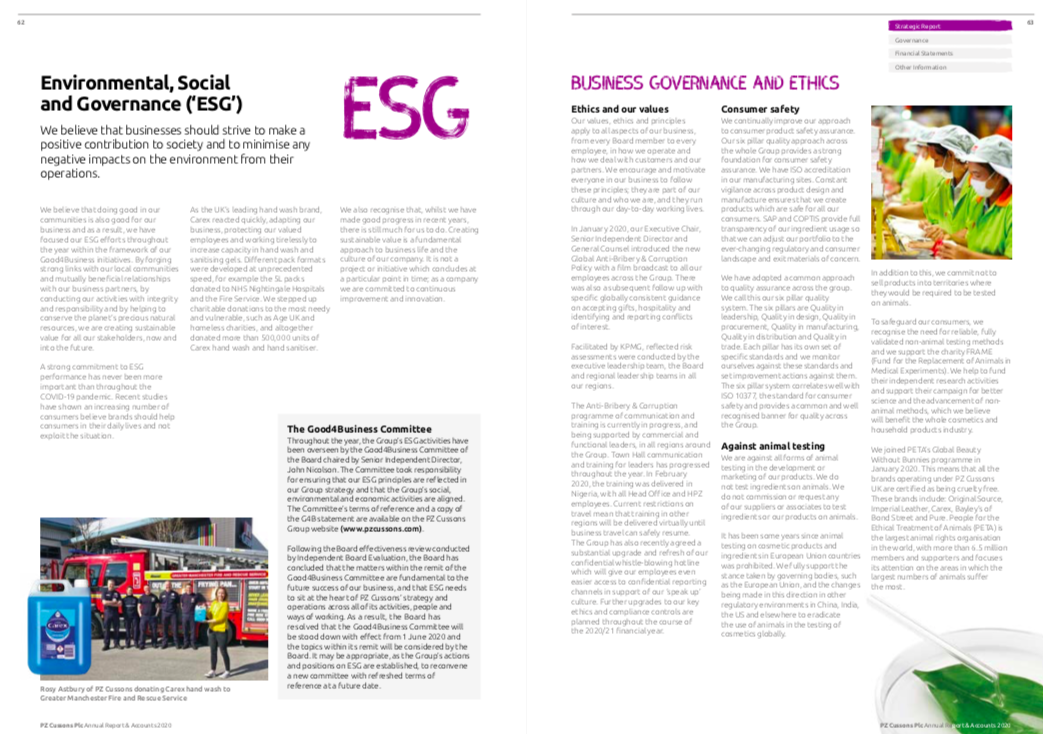 62
Environmental, Social
and Governance (‘ESG’)
ESG
We believe that businesses should strive to make a
positive contribution to society and to minimise any
negative impacts on the environment from their
operations.
We believe that doing good in our
communities is also good for our
business and as a result, we have
focused our ESG efforts throughout
the year within the framework of our
Good4Business initiatives. By forging
strong links with our local communities
and mutually beneficial relationships
with our business partners, by
conducting our activities with integrity
and responsibility and by helping to
conserve the planet's precious natural
resources, we are creating sustainable
value for all our stakeholders, now and
into the future.
A strong commitment to ESG
performance has never been more
important than throughout the
COVID-19 pandemic. Recent studies
have shown an increasing number of
consumers believe brands should help
consumers in their daily lives and not
exploit the situation.
As the UK's leading hand wash brand,
Carex reacted quickly, adapting our
business, protecting our valued
employees and working tirelessly to
increase capacity in hand wash and
sanitising gels. Different pack formats
were developed at unprecedented
speed, for example the 5L packs
donated to NHS Nightingale Hospitals
and the Fire Service. We stepped up
charitable donations to the most needy
and vulnerable, such as Age UK and
homeless charities, and altogether
donated more than 500,000 units of
Carex hand wash and hand sanitiser.
We also recognise that, whilst we have
made good progress in recent years,
there is still much for us to do. Creating
sustainable value is a fundamental
approach to business life and the
culture of our company. It is not a
project or initiative which concludes at
a particular point in time; as a company
we are committed to continuous
improvement and innovation.
The Good4Business Committee
Throughout the year, the Group's ESG activities have
been overseen by the Good4Business Committee of
the Board chaired by Senior Independent Director,
John Nicolson. The Committee took responsibility
for ensuring that our ESG principles are reflected in
our Group strategy and that the Group's social,
environmental and economic activities are aligned.
The Committee's terms of reference and a copy of
the G4B statement are available on the PZ Cussons
Group website (www.pzcussons.com).
Following the Board effectiveness review conducted
by Independent Board Evaluation, the Board has
concluded that the matters within the remit of the
Good4Business Committee are fundamental to the
future success of our business, and that ESG needs
to sit at the heart of PZ Cussons' strategy and
operations across all of its activities, people and
ways of working. As a result, the Board has
resolved that the Good4Business Committee will
be stood down with effect from 1 June 2020 and
the topics within its remit will be considered by the
Board. It may be appropriate, as the Group's actions
and positions on ESG are established, to reconvene
a new committee with refreshed terms of
reference at a future date.
Carex
Rosy Astbury of PZ Cussons donating Carex hand wash to
Greater Manchester Fire and Rescue Service
PZ Cussons Plc Annual Report & Accounts 2020
Strategic Report
Governance
Financial Statements
Other Information
63
BUSINESS GOVERNANCE AND ETHICS
Ethics and our values
Our values, ethics and principles
apply to all aspects of our business,
from every Board member to every
employee, in how we operate and
how we deal with customers and our
partners. We encourage and motivate
everyone in our business to follow
these principles; they are part of our
culture and who we are, and they run
through our day-to-day working lives.
In January 2020, our Executive Chair,
Senior Independent Director and
General Counsel introduced the new
Global Anti-Bribery & Corruption
Policy with a film broadcast to all our
employees across the Group. There
was also a subsequent follow up with
specific globally consistent guidance
on accepting gifts, hospitality and
identifying and reporting conflicts
of interest.
Facilitated by KPMG, reflected risk
assessments were conducted by the
executive leadership team, the Board
and regional leadership teams in all
our regions.
The Anti-Bribery & Corruption
programme of communication and
training is currently in progress, and
being supported by commercial and
functional leaders, in all regions around
the Group. Town Hall communication
and training for leaders has progressed
throughout the year. In February
2020, the training was delivered in
Nigeria, with all Head Office and HPZ
employees. Current restrictions on
travel mean that training in other
regions will be delivered virtually until
business travel can safely resume.
The Group has also recently agreed a
substantial upgrade and refresh of our
confidential whistle-blowing hotline
which will give our employees even
easier access to confidential reporting
channels in support of our 'speak up'
culture. Further upgrades to our key
ethics and compliance controls are
planned throughout the course of
the 2020/21 financial year.
Consumer safety
We continually improve our approach
to consumer product safety assurance.
Our six pillar quality approach across
the whole Group provides a strong
foundation for consumer safety
assurance. We have ISO accreditation
in our manufacturing sites. Constant
vigilance across product design and
manufacture ensures that we create
products which are safe for all our
consumers. SAP and COPTIS provide full
transparency of our ingredient usage so
that we can adjust our portfolio to the
ever-changing regulatory and consumer
landscape and exit materials of concern.
We have adopted a common approach
to quality assurance across the group.
We call this our six pillar quality
system. The six pillars are Quality in
leadership, Quality in design, Quality in
procurement, Quality in manufacturing,
Quality in distribution and Quality in
trade. Each pillar has its own set of
specific standards and we monitor
ourselves against these standards and
set improvement actions against them.
The six pillar system correlates well with
ISO 10377, the standard for consumer
safety and provides a common and well
recognised banner for quality across
the Group.
Against animal testing
We are against all forms of animal
testing in the development or
marketing of our products. We do
not test ingredients on animals. We
do not commission or request any
of our suppliers or associates to test
ingredients or our products on animals.
It has been some years since animal
testing on cosmetic products and
ingredients in European Union countries
was prohibited. We fully support the
stance taken by governing bodies, such
as the European Union, and the changes
being made in this direction in other
regulatory environments in China, India,
the US and elsewhere to eradicate
the use of animals in the testing of
cosmetics globally.
In addition to this, we commit not to
sell products into territories where
they would be required to be tested
on animals.
To safeguard our consumers, we
recognise the need for reliable, fully
validated non-animal testing methods
and we support the charity FRAME
(Fund for the Replacement of Animals in
Medical Experiments). We help to fund
their independent research activities
and support their campaign for better
science and the advancement of non-
animal methods, which we believe
will benefit the whole cosmetics and
household products industry.
We joined PETA's Global Beauty
Without Bunnies programme in
January 2020. This means that all the
brands operating under PZ Cussons
UK are certified as being cruelty free.
These brands include: Original Source,
Imperial Leather, Carex, Bayley's of
Bond Street and Pure. People for the
Ethical Treatment of Animals (PETA) is
the largest animal rights organisation
in the world, with more than 6.5 million
members and supporters and focuses
its attention on the areas in which the
largest numbers of animals suffer
the most.
PZ Cussons Plc Annual Report & Accounts 2020